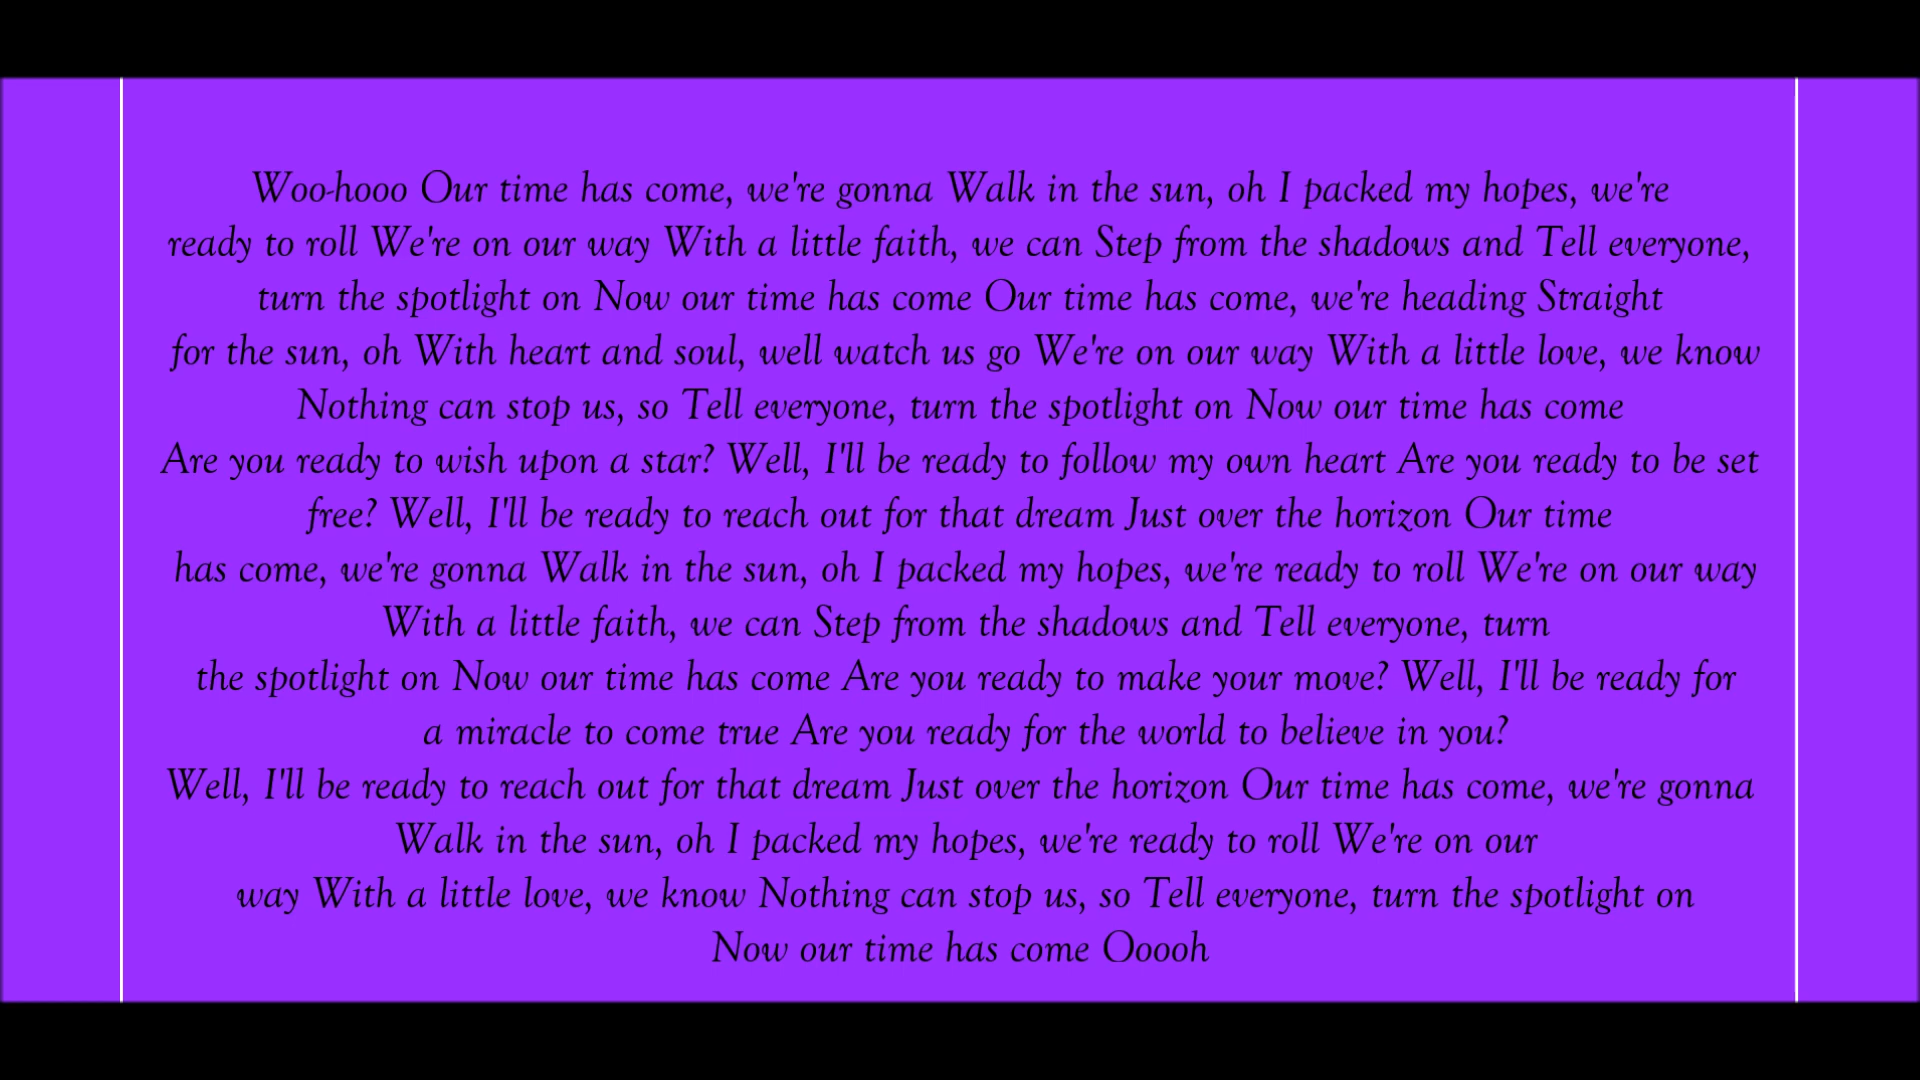 Woo-hooo Our time has come, we're gonna Walk in the sun, oh I packed my hopes, we're
ready to roll We're on our way With a little faith, we can Step from the shadows and Tell everyone,
turn the spotlight on Now our time has come Our time has come, we're heading Straight
for the sun, oh With heart and soul, well watch us go We're on our way With a little love, we know
Nothing can stop us, so Tell everyone, turn the spotlight on Now our time has come
Are you ready to wish upon a star? Well, I'll be ready to follow my own heart Are you ready to be set
free? Well, I'll be ready to reach out for that dream Just over the horizon Our time
has come, we're gonna Walk in the sun, oh I packed my hopes, we're ready to roll We're on our way
With a little faith, we can Step from the shadows and Tell everyone, turn
the spotlight on Now our time has come Are you ready to make your move? Well, I'll be ready for
a miracle to come true Are you ready for the world to believe in you?
Well, I'll be ready to reach out for that dream Just over the horizon Our time has come, we're gonna
Walk in the sun, oh I packed my hopes, we're ready to roll We're on our
way With a little love, we know Nothing can stop us, so Tell everyone, turn the spotlight on
Now our time has come Ooooh